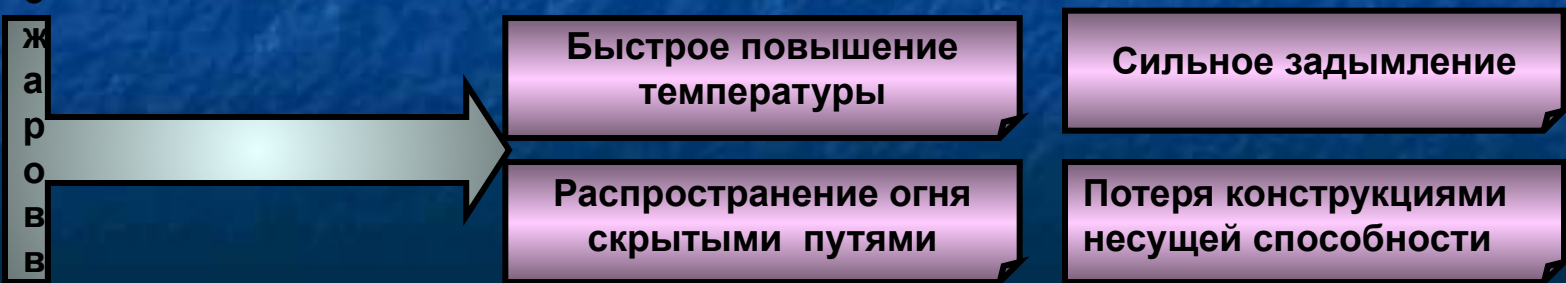 ж
а
р
о
в
в
Быстрое повышение
температуры
Сильное задымление
Распространение огня
скрытыми путями
Потеря конструкциями
несущей способности